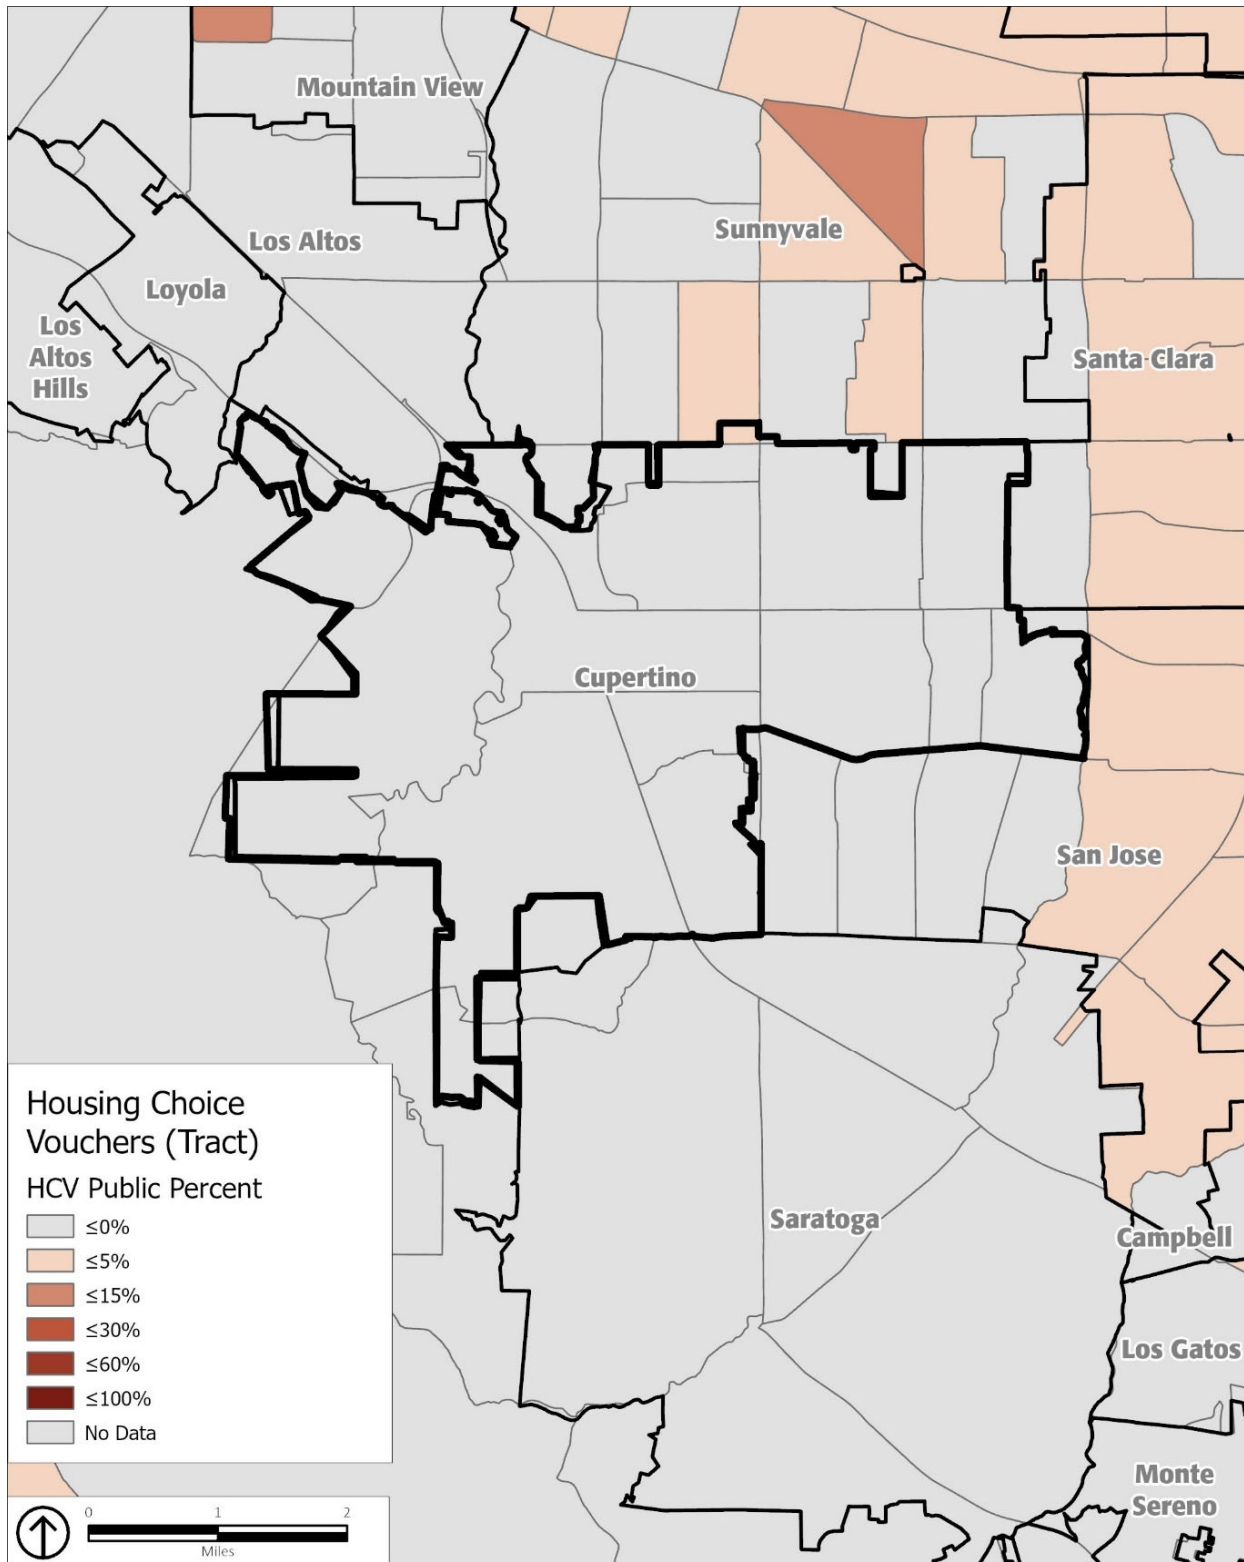 Mountain View
Los Altos
Sunnyvale
Loyola
Los
Altos
Hills
Santa Clara
Cupertino
San Jose
Saratoga
Campbell
Los Gatos
Monte
Sereno
Housing Choice
Vouchers (Tract)
HCV Public Percent
≤0%
≤5%
≤15%
≤30%
≤60%
≤100%
No Data
0 1 2
Miles